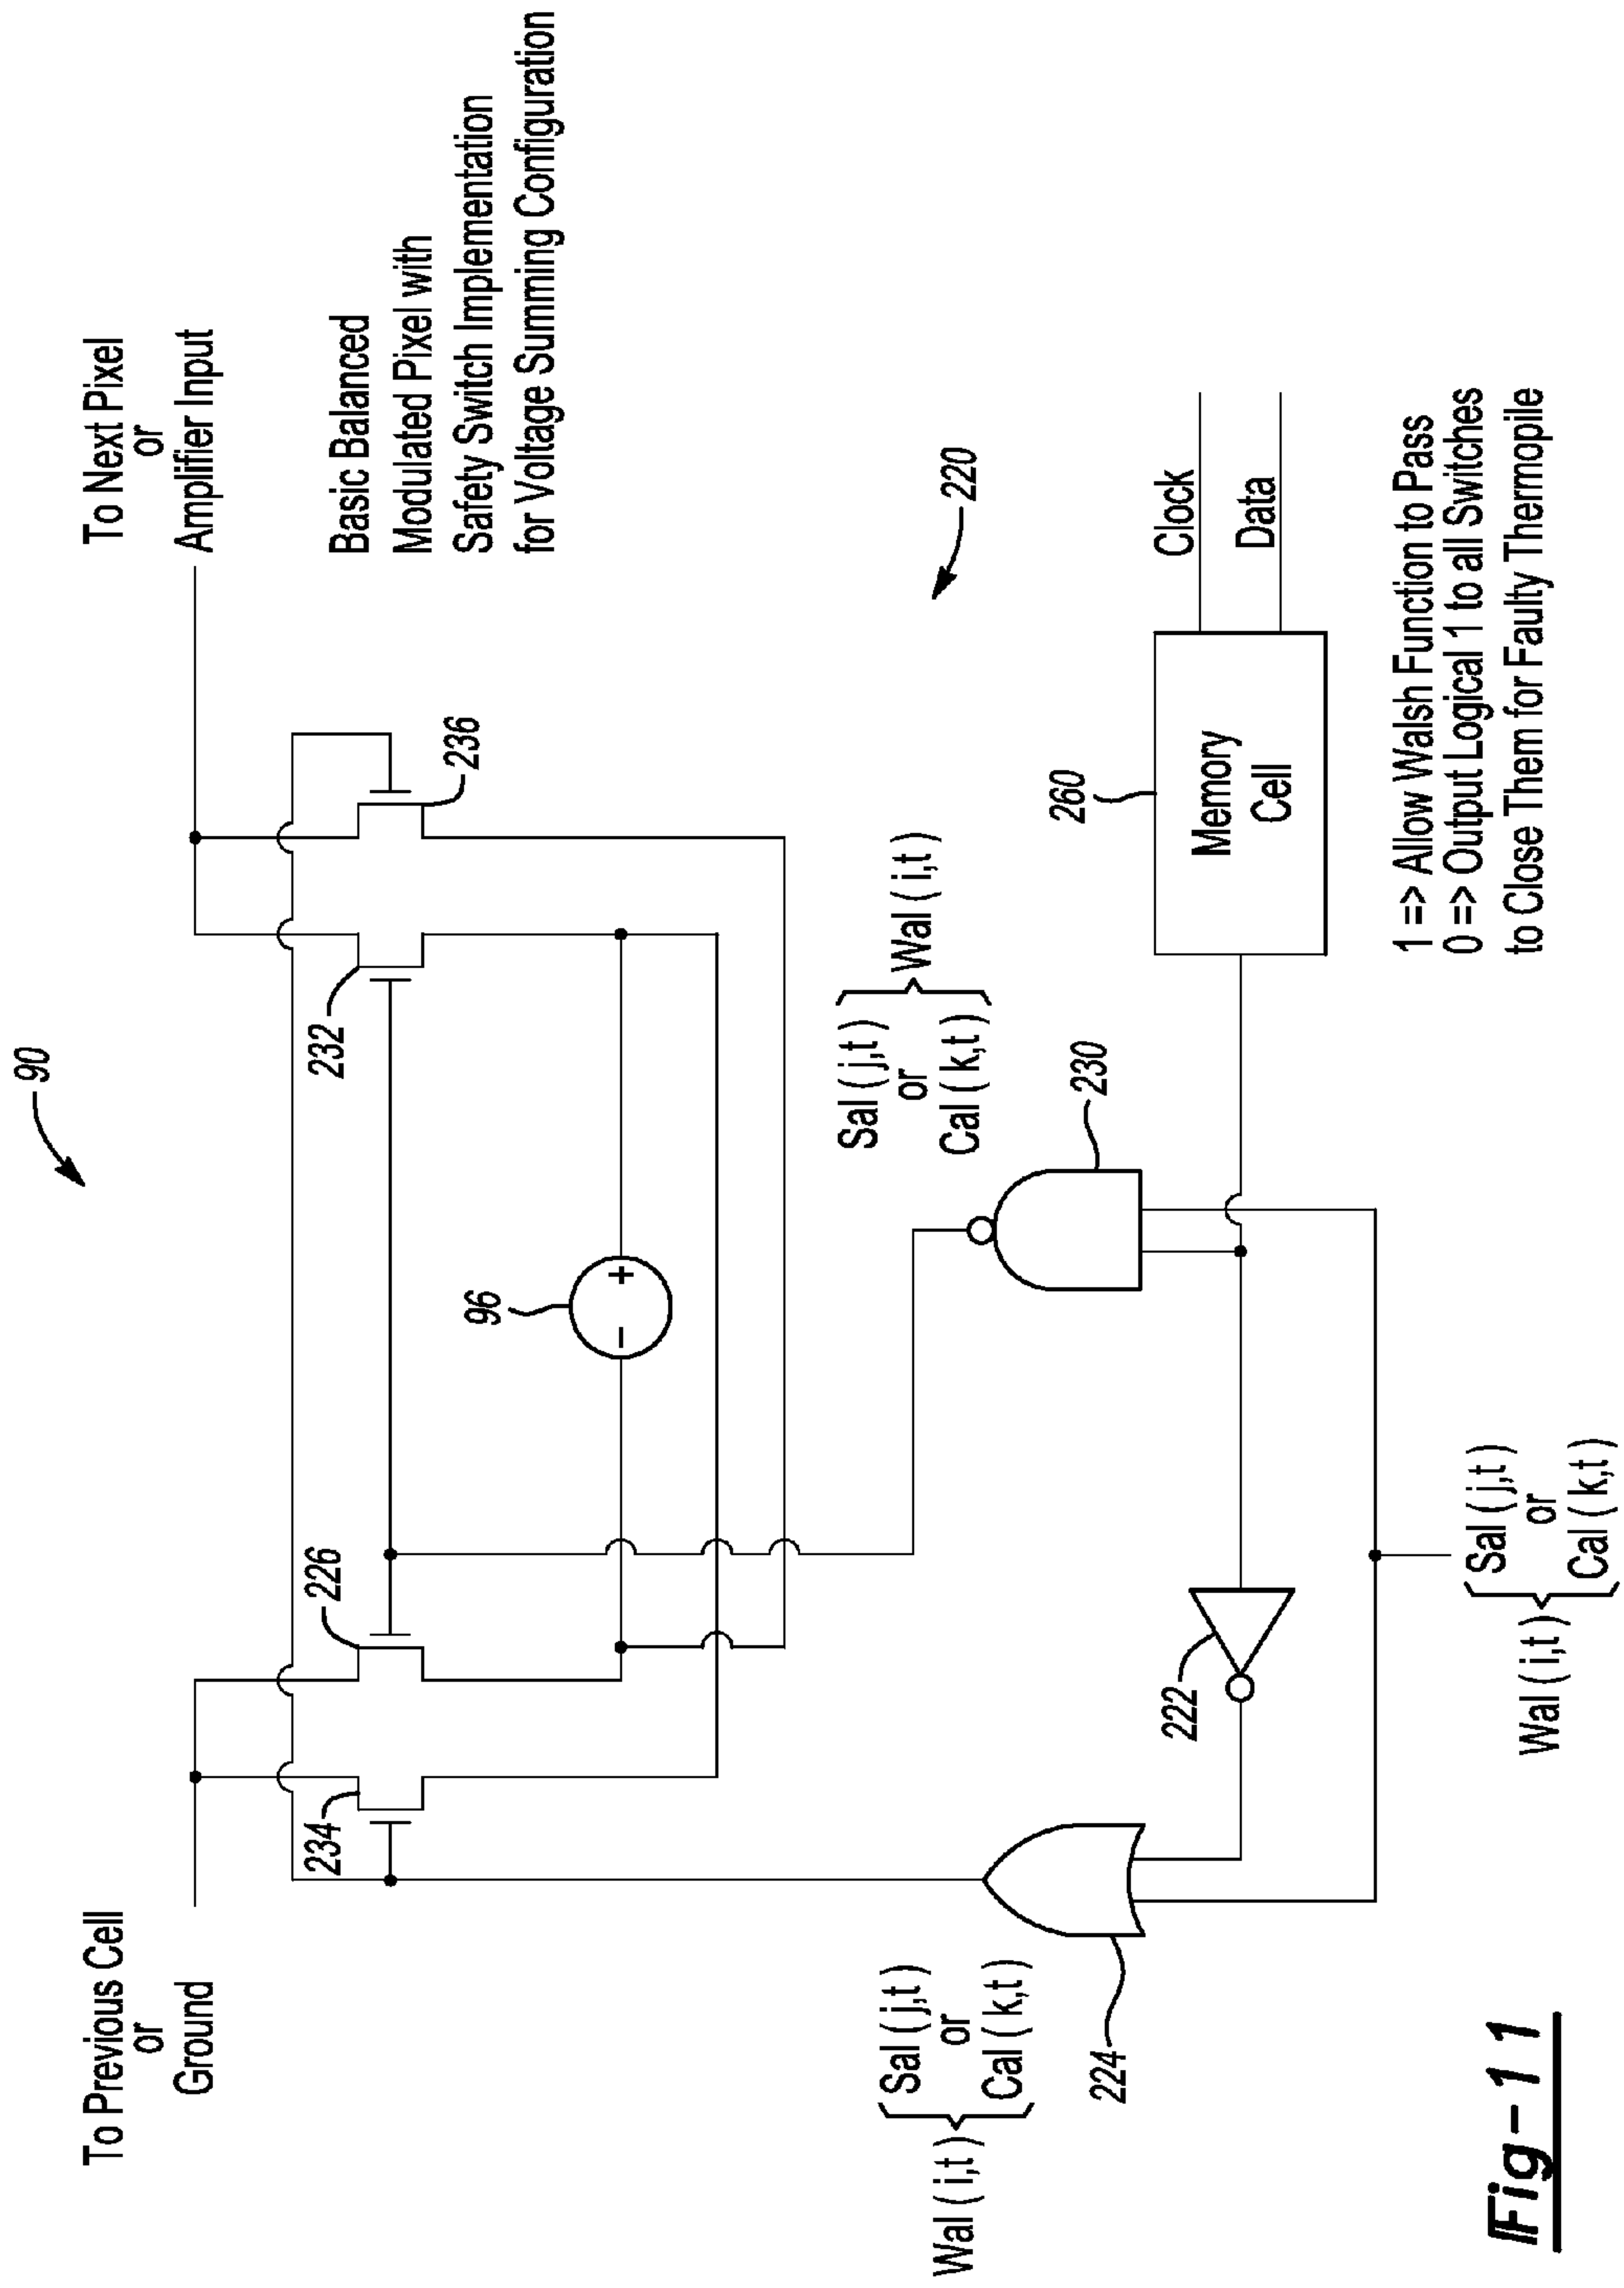 90
To Previous Cell
or
Ground
To Next Pixel
or
Amplifier Input
Basic Balanced
Modulated Pixel with
Safety Switch Implementation
for Voltage Summing Configuration
234
226
232
236
96
- +
220
Wal ( i,t )
Sal ( j,t )
or
Cal ( k,t )
224
222
Sal ( j,t )
or
Cal ( k,t )
Wal ( i,t )
230
260
Memory
Cell
Clock
Data
1 => Allow Walsh Function to Pass
0 => Output Logical 1 to all Switches
to Close Them for Faulty Thermopile
Wal ( i,t )
Sal ( j,t )
or
Cal ( k,t )
Fig-11